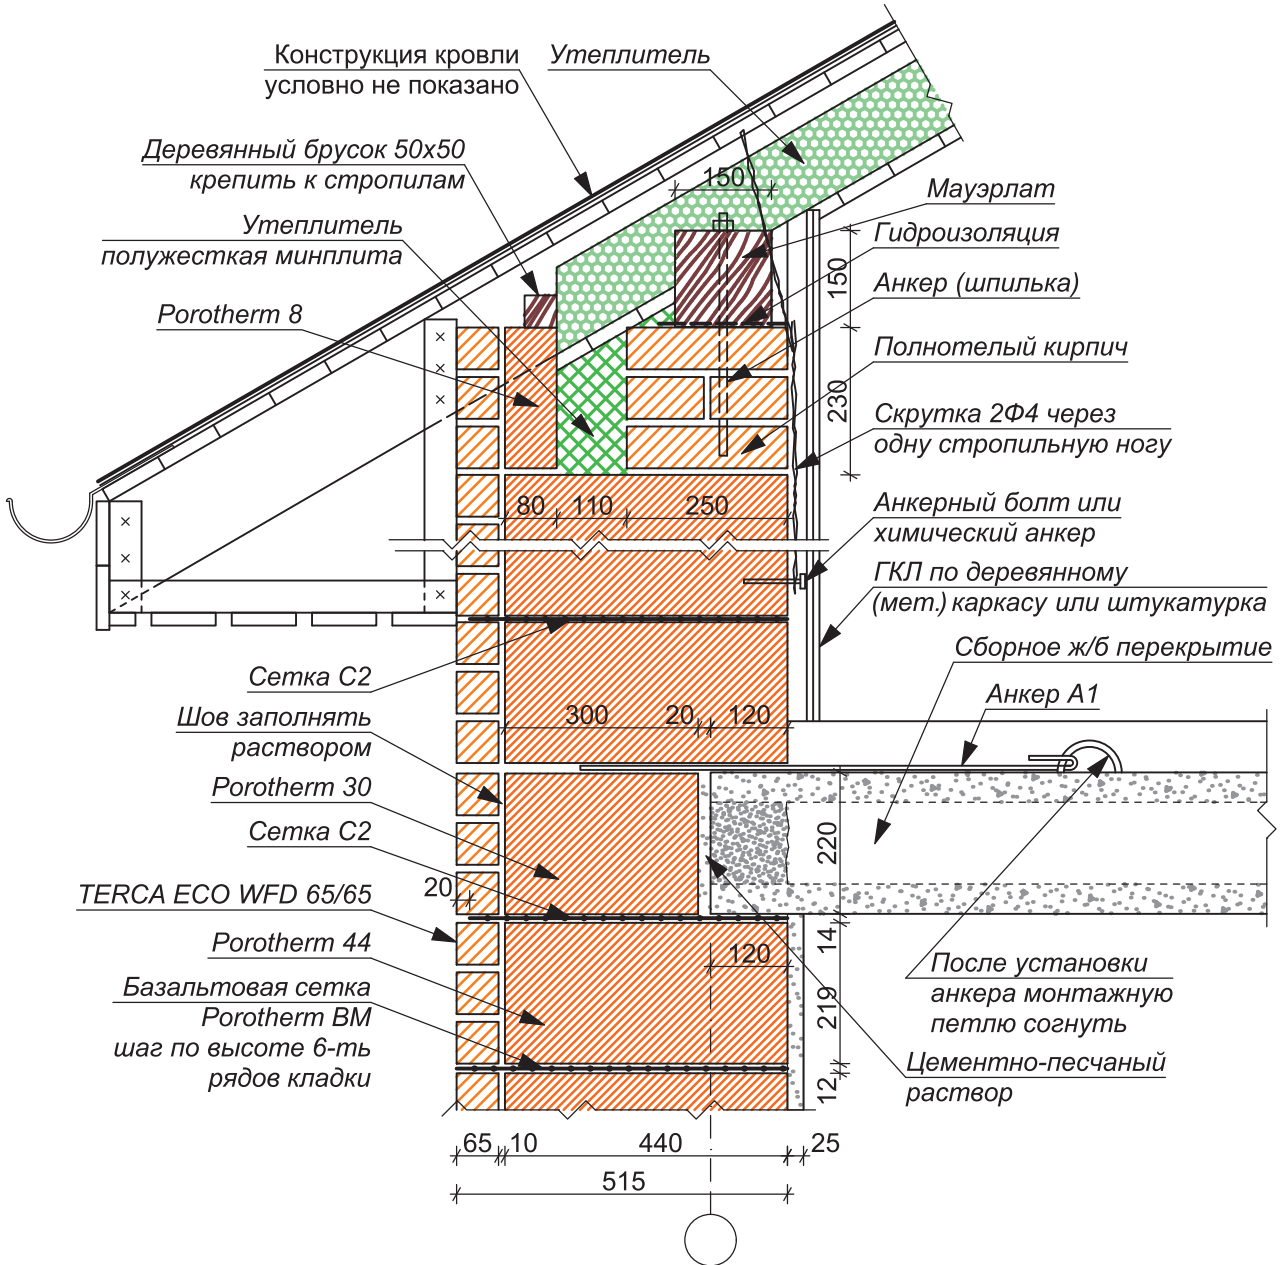 Конструкция кровли
условно не показано
Утеплитель
Деревянный брусок 50x50
крепить к стропилам
150
Мауэрлат
Утеплитель
полужесткая минплита
Гидроизоляция
150
Анкер (шпилька)
Porotherm 8
Полнотелый кирпич
230
Скрутка 2Ф4 через
одну стропильную ногу
80
110
250
Анкерный болт или
химический анкер
ГКЛ по деревянному
(мет.) каркасу или штукатурка
Сборное ж/б перекрытие
Сетка С2
Анкер А1
Шов заполнять
раствором
300
20
120
Porotherm 30
Сетка С2
220
TERCA ECO WFD 65/65
20
Porotherm 44
14
120
После установки
анкера монтажную
петлю согнуть
Базальтовая сетка
Porotherm BM
шаг по высоте 6-ть
рядов кладки
219
Цементно-песчаный
раствор
12
65
10
440
25
515